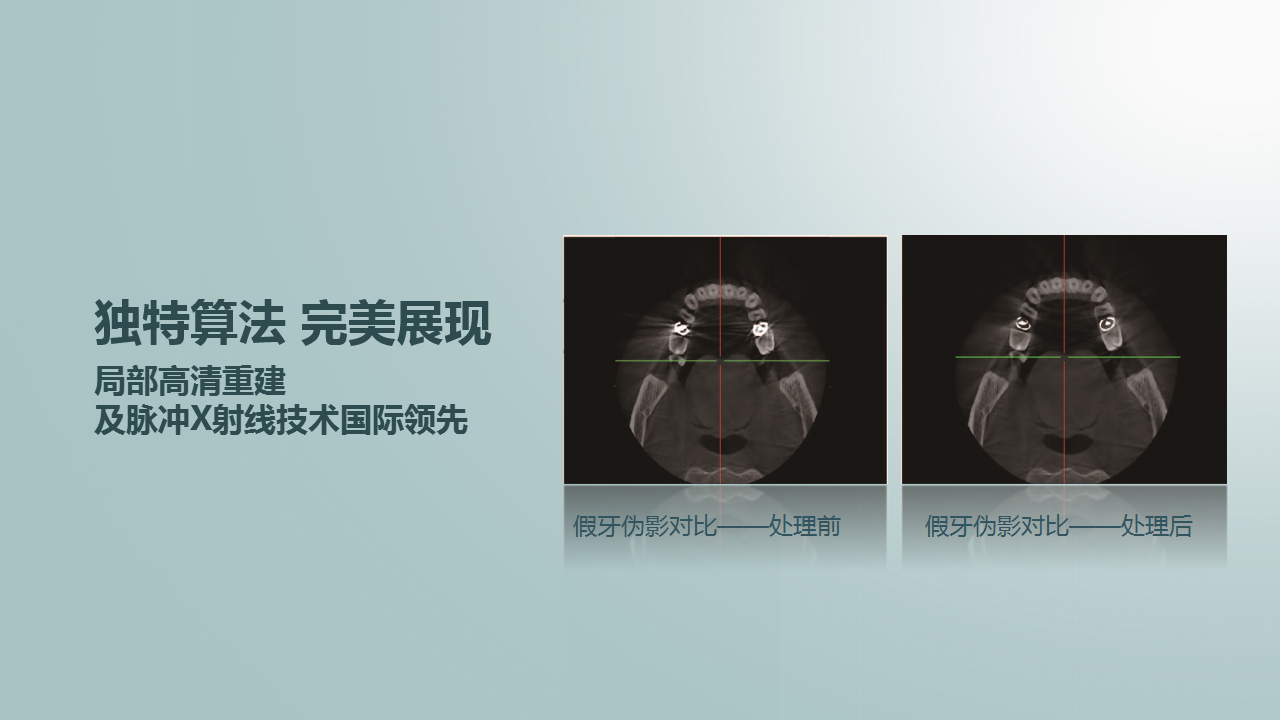 独特算法 完美展现
局部高清重建
及脉冲X射线技术国际领先
假牙伪影对比——处理前
假牙伪影对比——处理后